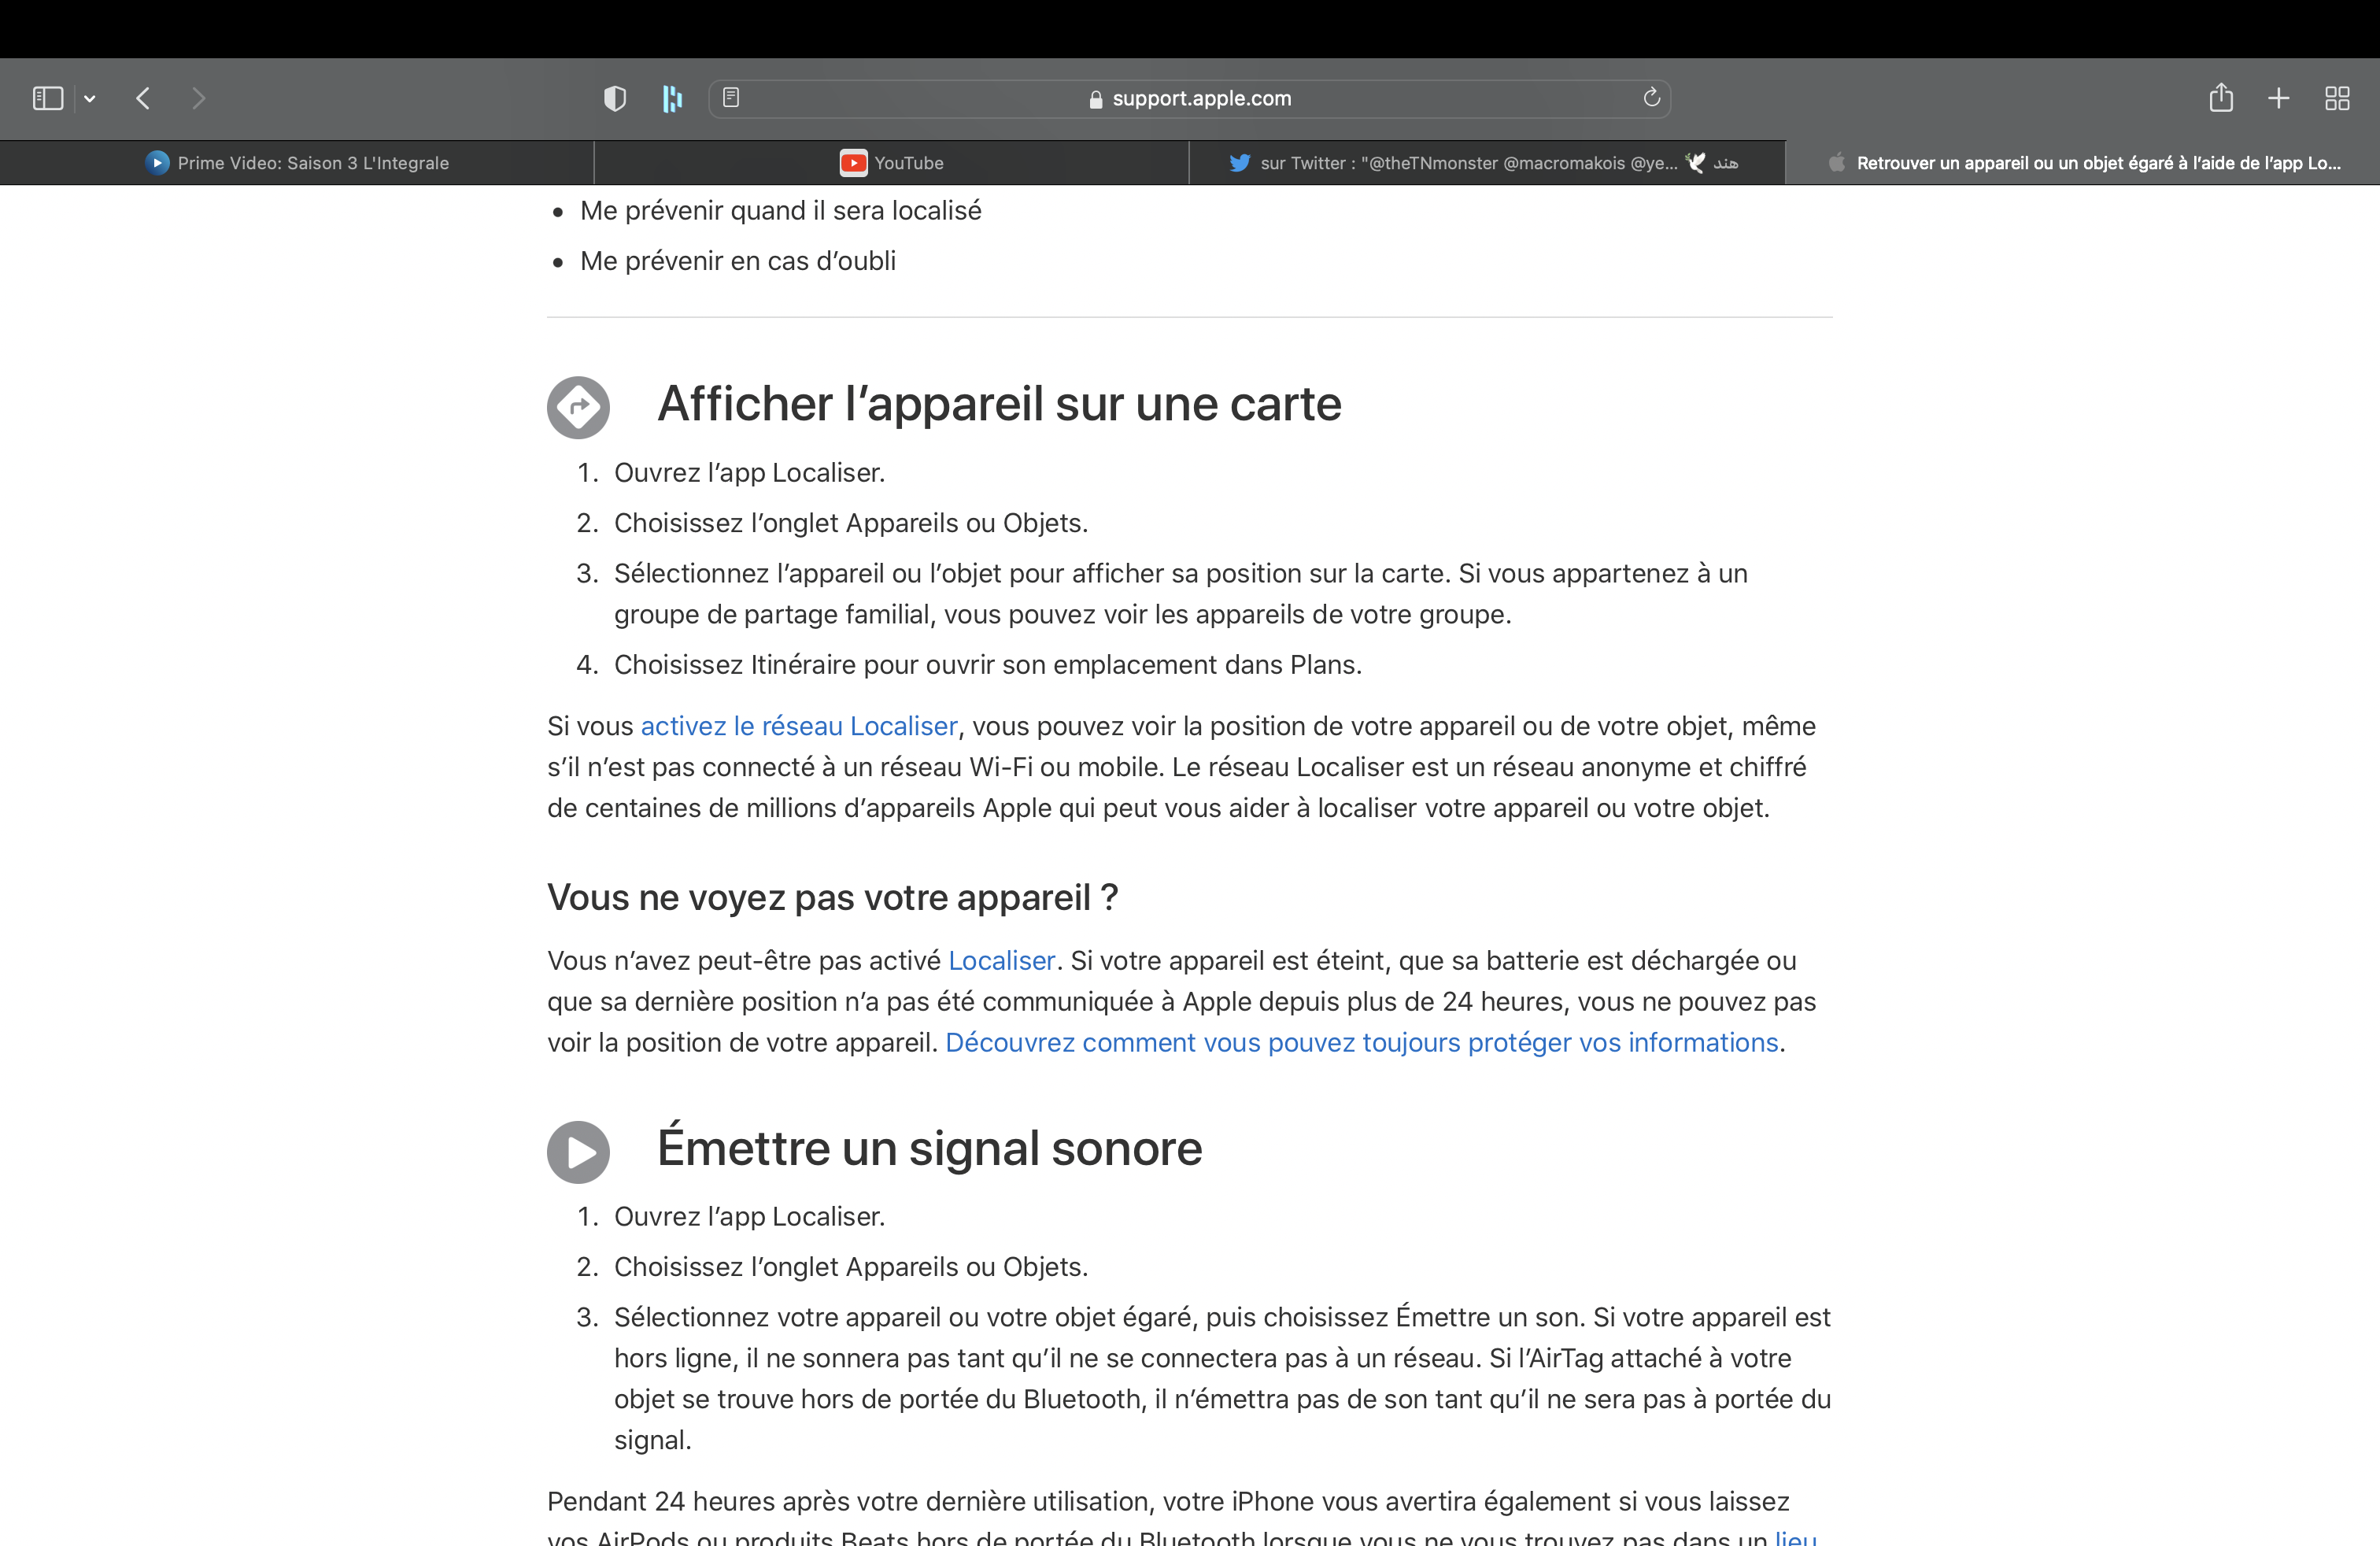 support.apple.com
Prime Video: Saison 3 L'Integrale
YouTube
sur Twitter : "@theTNmonster @macromakois @ye... 🕊 هند
Retrouver un appareil ou un objet égaré à l’aide de l’app Lo...
• Me prévenir quand il sera localisé
• Me prévenir en cas d’oubli
Afficher l’appareil sur une carte
1. Ouvrez l’app Localiser.
2. Choisissez l’onglet Appareils ou Objets.
3. Sélectionnez l’appareil ou l’objet pour afficher sa position sur la carte. Si vous appartenez à un
groupe de partage familial, vous pouvez voir les appareils de votre groupe.
4. Choisissez Itinéraire pour ouvrir son emplacement dans Plans.
Si vous activez le réseau Localiser, vous pouvez voir la position de votre appareil ou de votre objet, même
s’il n’est pas connecté à un réseau Wi-Fi ou mobile. Le réseau Localiser est un réseau anonyme et chiffré
de centaines de millions d’appareils Apple qui peut vous aider à localiser votre appareil ou votre objet.
Vous ne voyez pas votre appareil ?
Vous n’avez peut-être pas activé Localiser. Si votre appareil est éteint, que sa batterie est déchargée ou
que sa dernière position n’a pas été communiquée à Apple depuis plus de 24 heures, vous ne pouvez pas
voir la position de votre appareil. Découvrez comment vous pouvez toujours protéger vos informations.
Émettre un signal sonore
1. Ouvrez l’app Localiser.
2. Choisissez l’onglet Appareils ou Objets.
3. Sélectionnez votre appareil ou votre objet égaré, puis choisissez Émettre un son. Si votre appareil est
hors ligne, il ne sonnera pas tant qu’il ne se connectera pas à un réseau. Si l’AirTag attaché à votre
objet se trouve hors de portée du Bluetooth, il n’émettra pas de son tant qu’il ne sera pas à portée du
signal.
Pendant 24 heures après votre dernière utilisation, votre iPhone vous avertira également si vous laissez
vos AirPods ou produits Beats hors de portée du Bluetooth lorsque vous ne vous trouvez pas dans un lieu